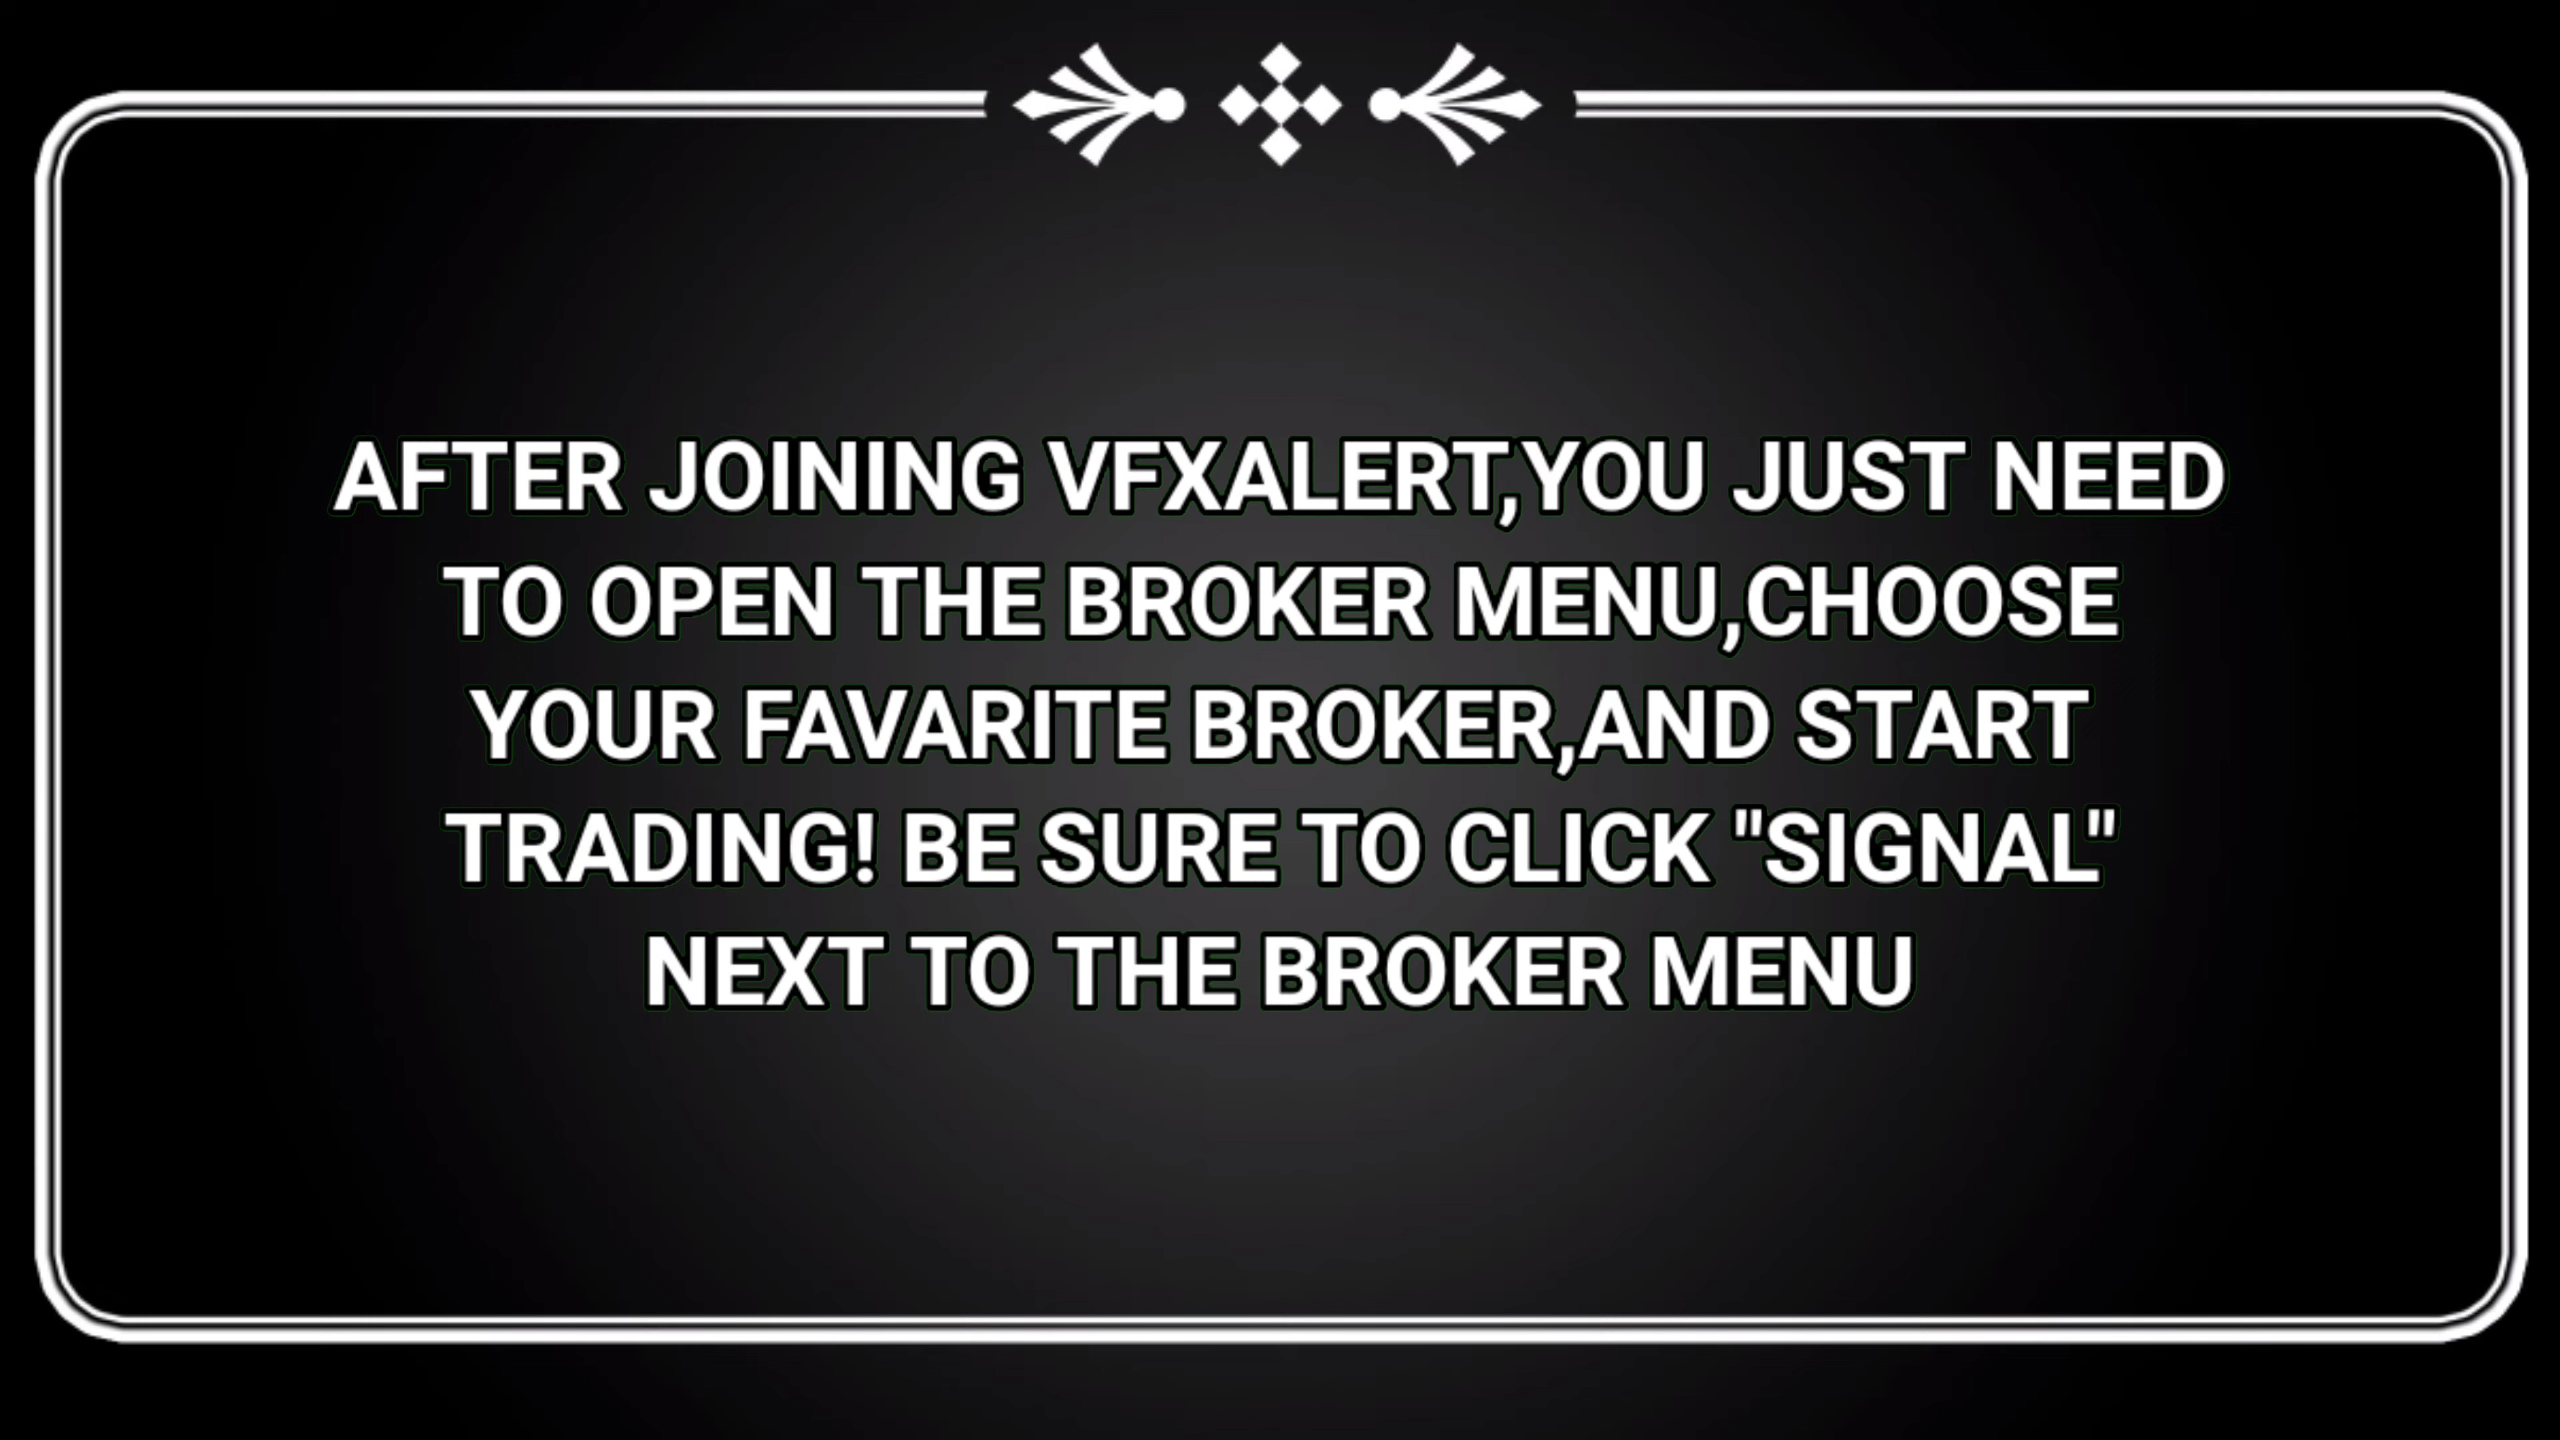 AFTER JOINING VFXALERT,YOU JUST NEED
TO OPEN THE BROKER MENU,CHOOSE
YOUR FAVARITE BROKER,AND START
TRADING! BE SURE TO CLICK "SIGNAL"
NEXT TO THE BROKER MENU